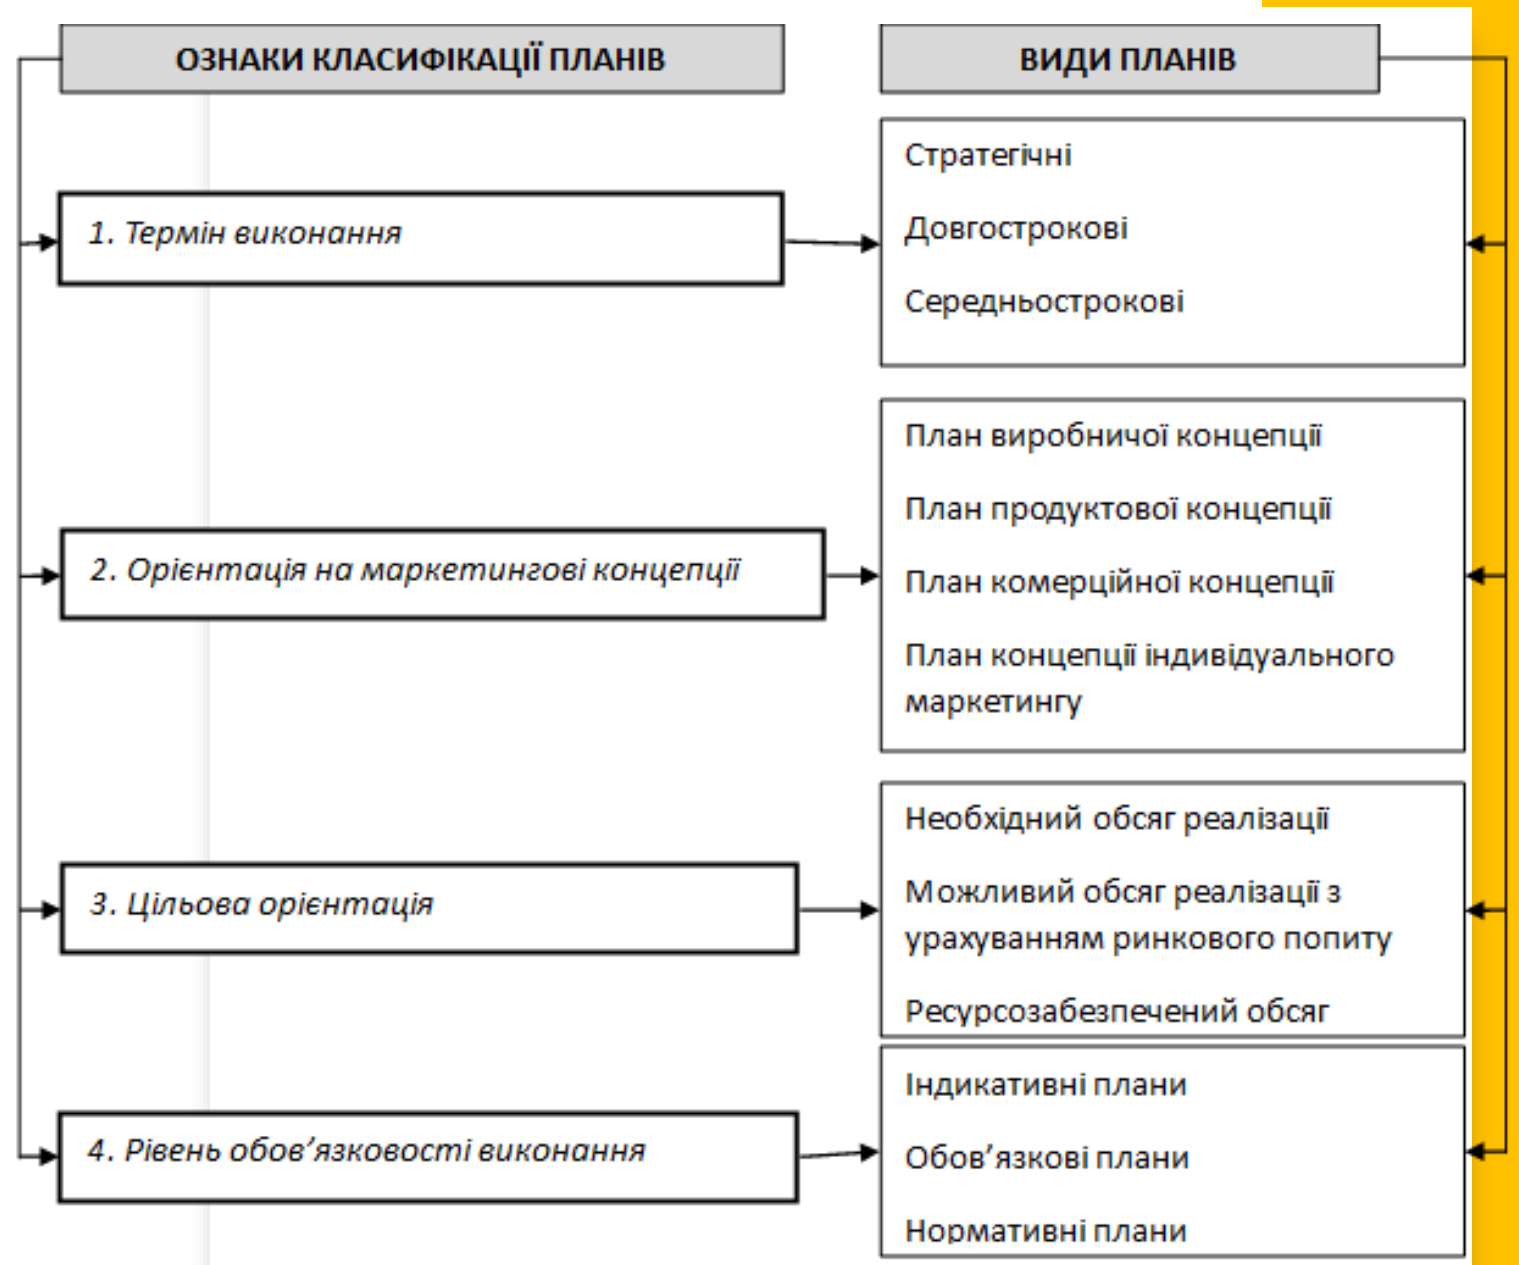 ОЗНАКИ КЛАСИФІКАЦІЇ ПЛАНІВ
ВИДИ ПЛАНІВ
1. Термін виконання
Стратегічні
Довгострокові
Середньострокові
2. Орієнтація на маркетингові концепції
План виробничої концепції
План продуктової концепції
План комерційної концепції
План концепції індивідуального
маркетингу
3. Цільова орієнтація
Необхідний обсяг реалізації
Можливий обсяг реалізації з
урахуванням ринкового попиту
Ресурсозабезпечений обсяг
4. Рівень обов’язковості виконання
Індикативні плани
Обов’язкові плани
Нормативні плани